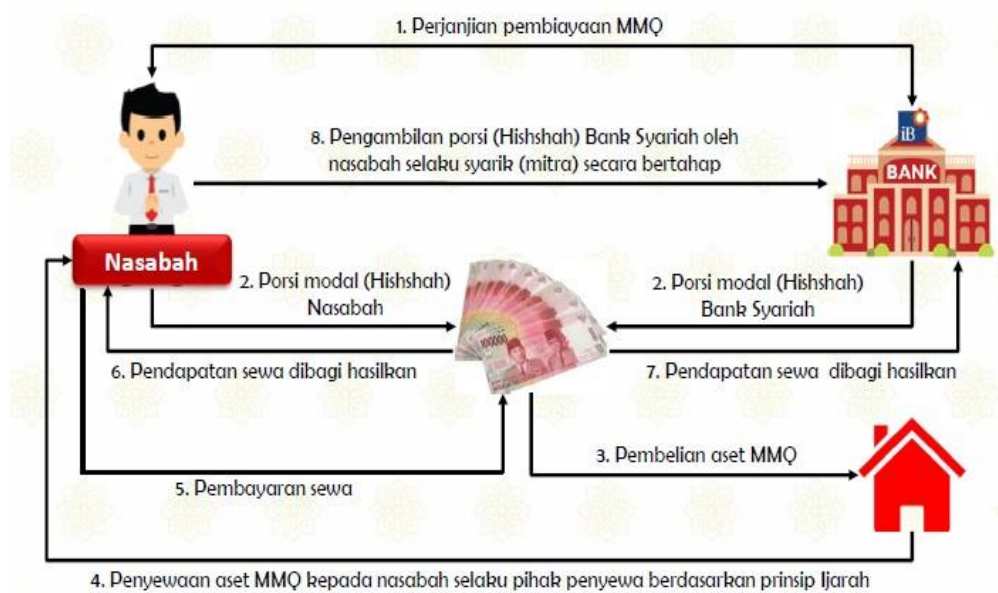 1. Perjanjian pembiayaan MMQ
8. Pengambilan porsi (Hishshah) Bank Syariah oleh
nasabah selaku syarik (mitra) secara bertahap
iB
BANK
Nasabah
2. Porsi modal (Hishshah)
Nasabah
2. Porsi modal (Hishshah)
Bank Syariah
100000
6. Pendapatan sewa dibagi hasilkan
7. Pendapatan sewa dibagi hasilkan
3. Pembelian aset MMQ
5. Pembayaran sewa
4. Penyewaan aset MMQ kepada nasabah selaku pihak penyewa berdasarkan prinsip Ijarah